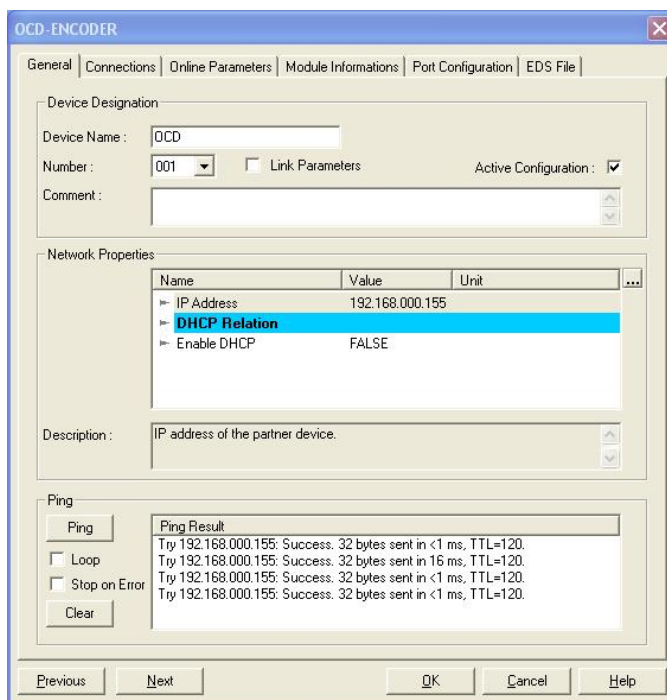 OCD-ENCODER
General Connections Online Parameters Module Informations Port Configuration EDS File
Device Designation
Device Name : OCD
Number : 001 Link Parameters Active Configuration :
Comment :
Network Properties
Name Value Unit ...
IP Address 192.168.000.155
DHCP Relation
Enable DHCP FALSE
Description : IP address of the partner device.
Ping
Ping Ping Result
Try 192.168.000.155: Success. 32 bytes sent in <1 ms, TTL=120.
Loop Try 192.168.000.155: Success. 32 bytes sent in 16 ms, TTL=120.
Try 192.168.000.155: Success. 32 bytes sent in <1 ms, TTL=120.
Stop on Error Try 192.168.000.155: Success. 32 bytes sent in <1 ms, TTL=120.
Clear
Previous Next OK Cancel Help